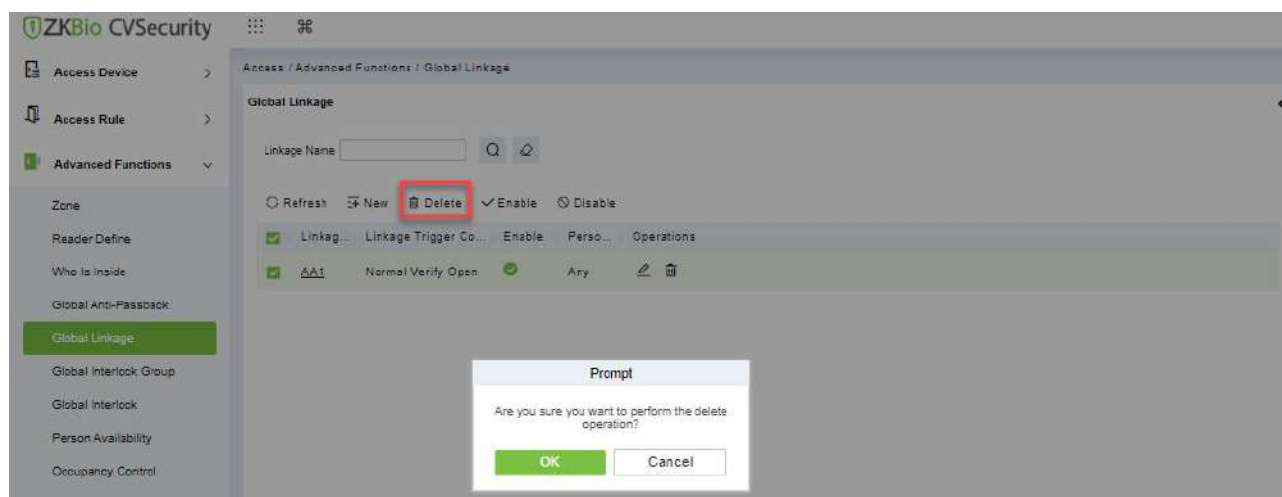 ZKBio CVSecurity
Access Device
Access Rule
Advanced Functions
Zone
Reader Define
Who Is Inside
Global Anti-Passback
Global Linkage
Global Interlock Group
Global Interlock
Person Availability
Occupancy Control
Access / Advanced Functions / Global Linkage
Global Linkage
Linkage Name
Refresh New Delete Enable Disable
Linkag... Linkage Trigger Co... Enable Perso... Operations
AA1 Normal Verify Open Any
Prompt
Are you sure you want to perform the delete
operation?
OK Cancel